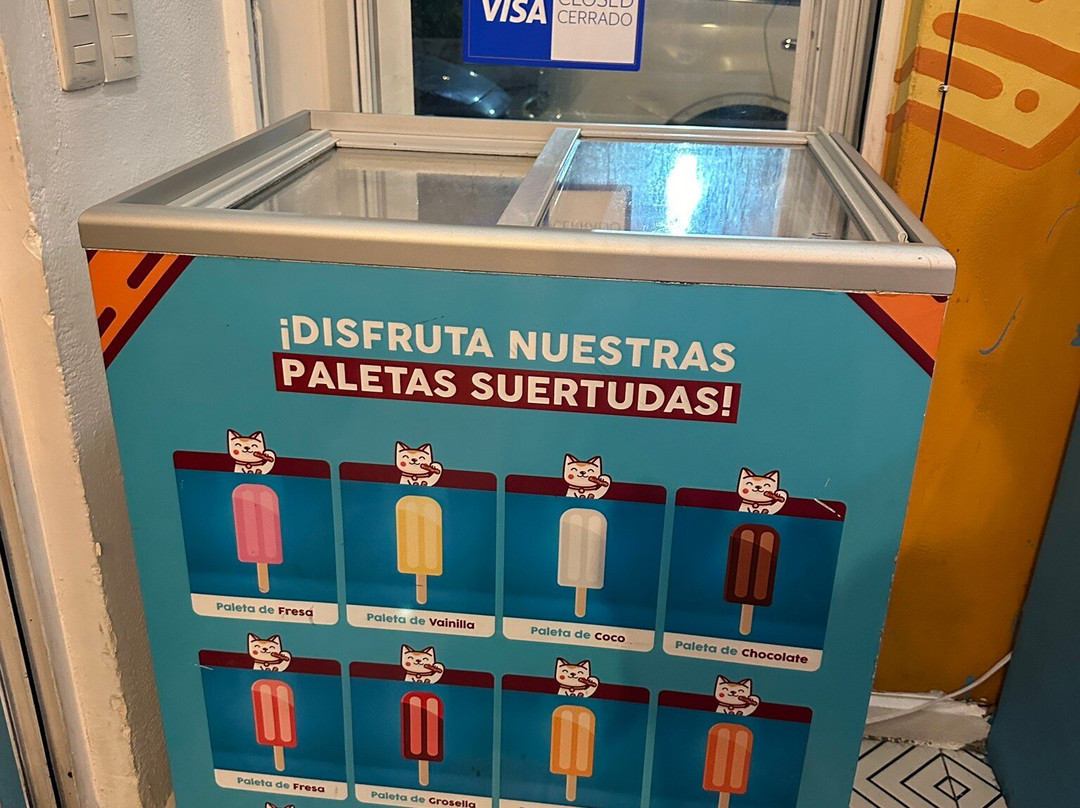 VISA
CLOSED
CERRADO
¡DISFRUTA NUESTRAS
PALETAS SUERTUDAS!
Paleta de Fresa
Paleta de Vainilla
Paleta de Coco
Paleta de Chocolate
Paleta de Fresa
Paleta de Grosella